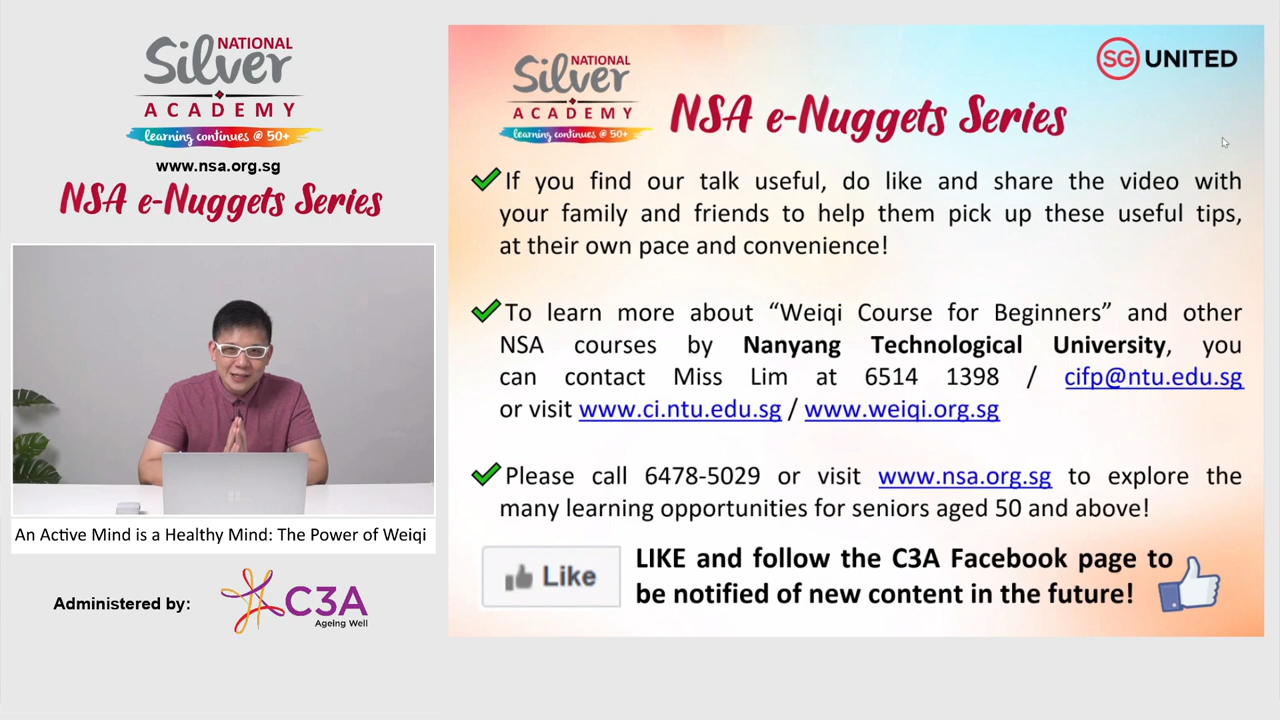 NATIONAL
Silver
ACADEMY
learning continues @ 50+
www.nsa.org.sg
NSA e-Nuggets Series
An Active Mind is a Healthy Mind: The Power of Weiqi
Administered by:
C3A
Ageing Well
NATIONAL
Silver
ACADEMY
learning continues @ 50+
NSA e-Nuggets Series
SG UNITED
If you find our talk useful, do like and share the video with
your family and friends to help them pick up these useful tips,
at their own pace and convenience!
To learn more about “Weiqi Course for Beginners” and other
NSA courses by Nanyang Technological University, you
can contact Miss Lim at 6514 1398 / cifp@ntu.edu.sg
or visit www.ci.ntu.edu.sg / www.weiqi.org.sg
Please call 6478-5029 or visit www.nsa.org.sg to explore the
many learning opportunities for seniors aged 50 and above!
Like
LIKE and follow the C3A Facebook page to
be notified of new content in the future!